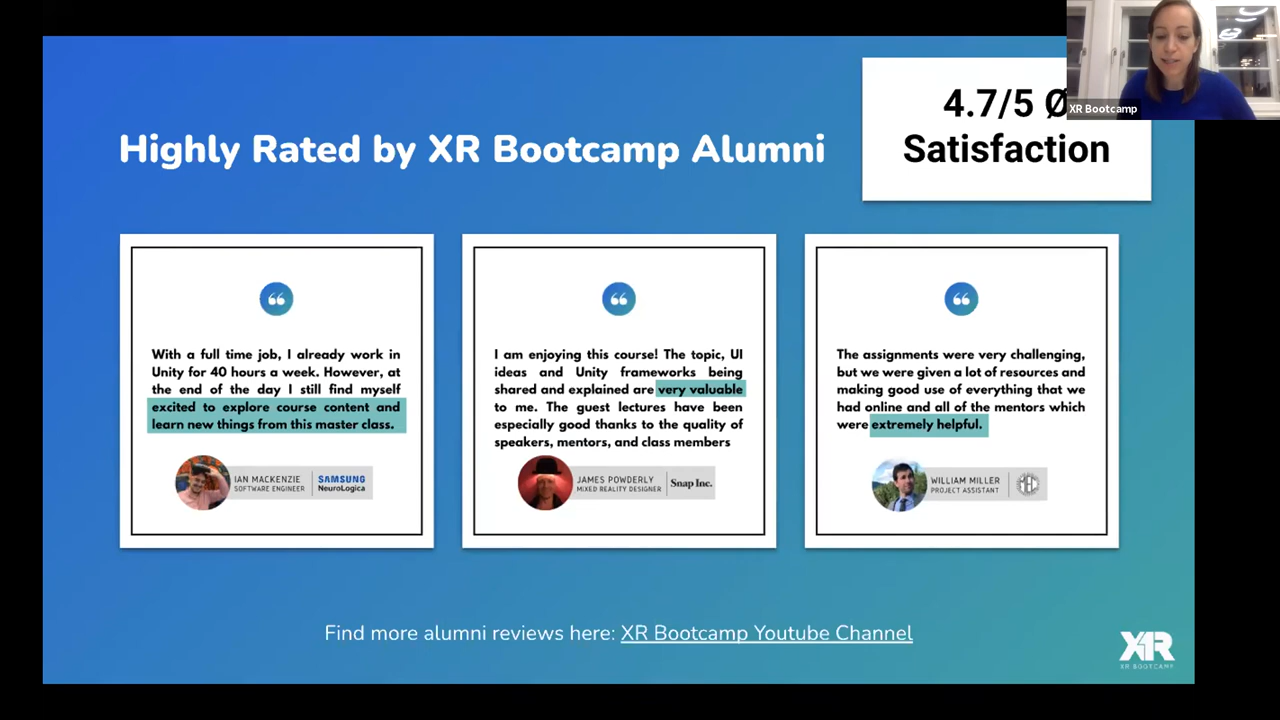 Highly Rated by XR Bootcamp Alumni
4.7/5 Ø
Satisfaction
XR Bootcamp
With a full time job, I already work in
Unity for 40 hours a week. However, at
the end of the day I still find myself
excited to explore course content and
learn new things from this master class.
IAN MACKENZIE
SOFTWARE ENGINEER
SAMSUNG
NeuroLogica
I am enjoying this course! The topic, UI
ideas and Unity frameworks being
shared and explained are very valuable
to me. The guest lectures have been
especially good thanks to the quality of
speakers, mentors, and class members
JAMES POWDERLY
MIXED REALITY DESIGNER
Snap Inc.
The assignments were very challenging,
but we were given a lot of resources and
making good use of everything that we
had online and all of the mentors which
were extremely helpful.
WILLIAM MILLER
PROJECT ASSISTANT
Find more alumni reviews here: XR Bootcamp Youtube Channel
XR
XR BOOTCAMP